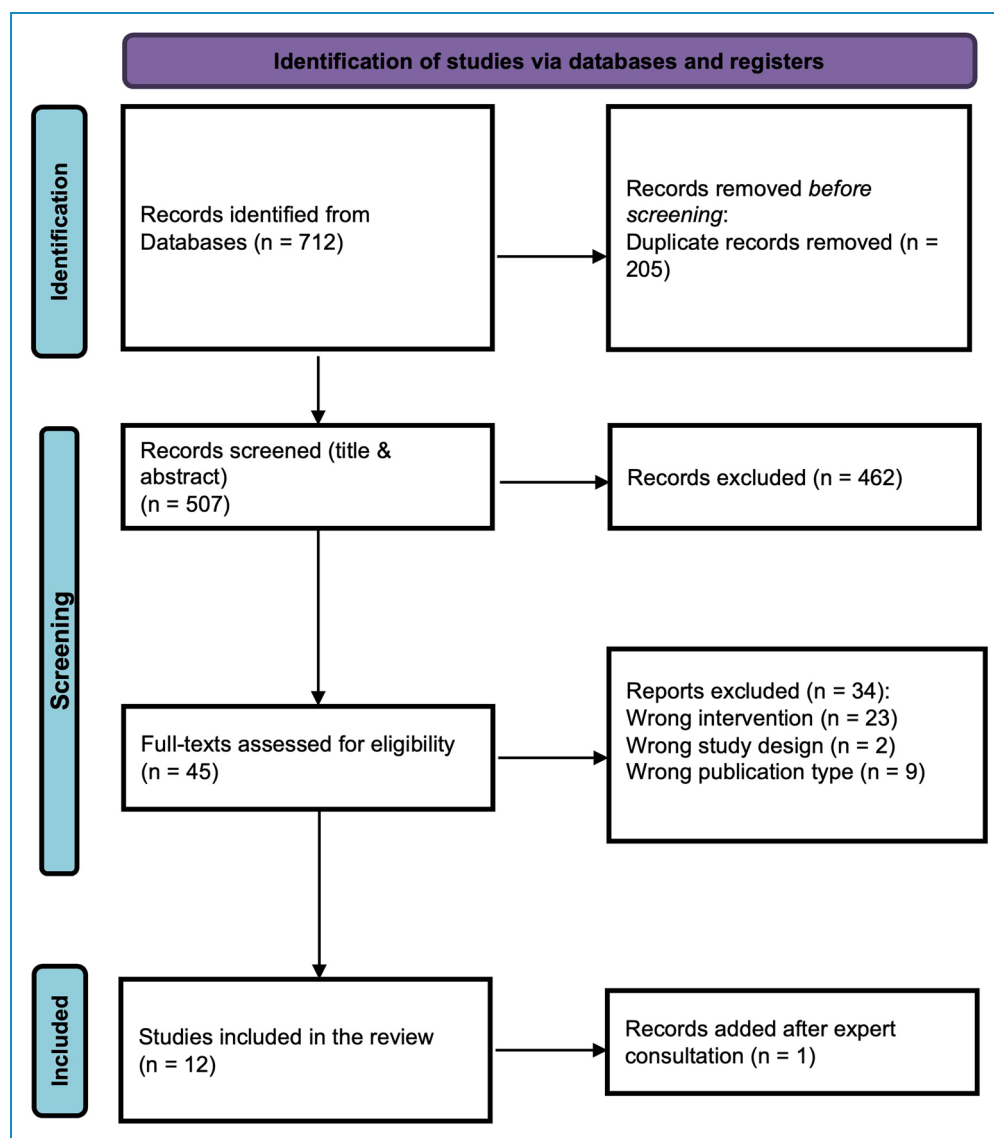 Identification of studies via databases and registers
Identification
Records identified from
Databases (n = 712)
Records removed before
screening:
Duplicate records removed (n =
205)
Screening
Records screened (title &
abstract)
(n = 507)
Records excluded (n = 462)
Full-texts assessed for eligibility
(n = 45)
Reports excluded (n = 34):
Wrong intervention (n = 23)
Wrong study design (n = 2)
Wrong publication type (n = 9)
Included
Studies included in the review
(n = 12)
Records added after expert
consultation (n = 1)